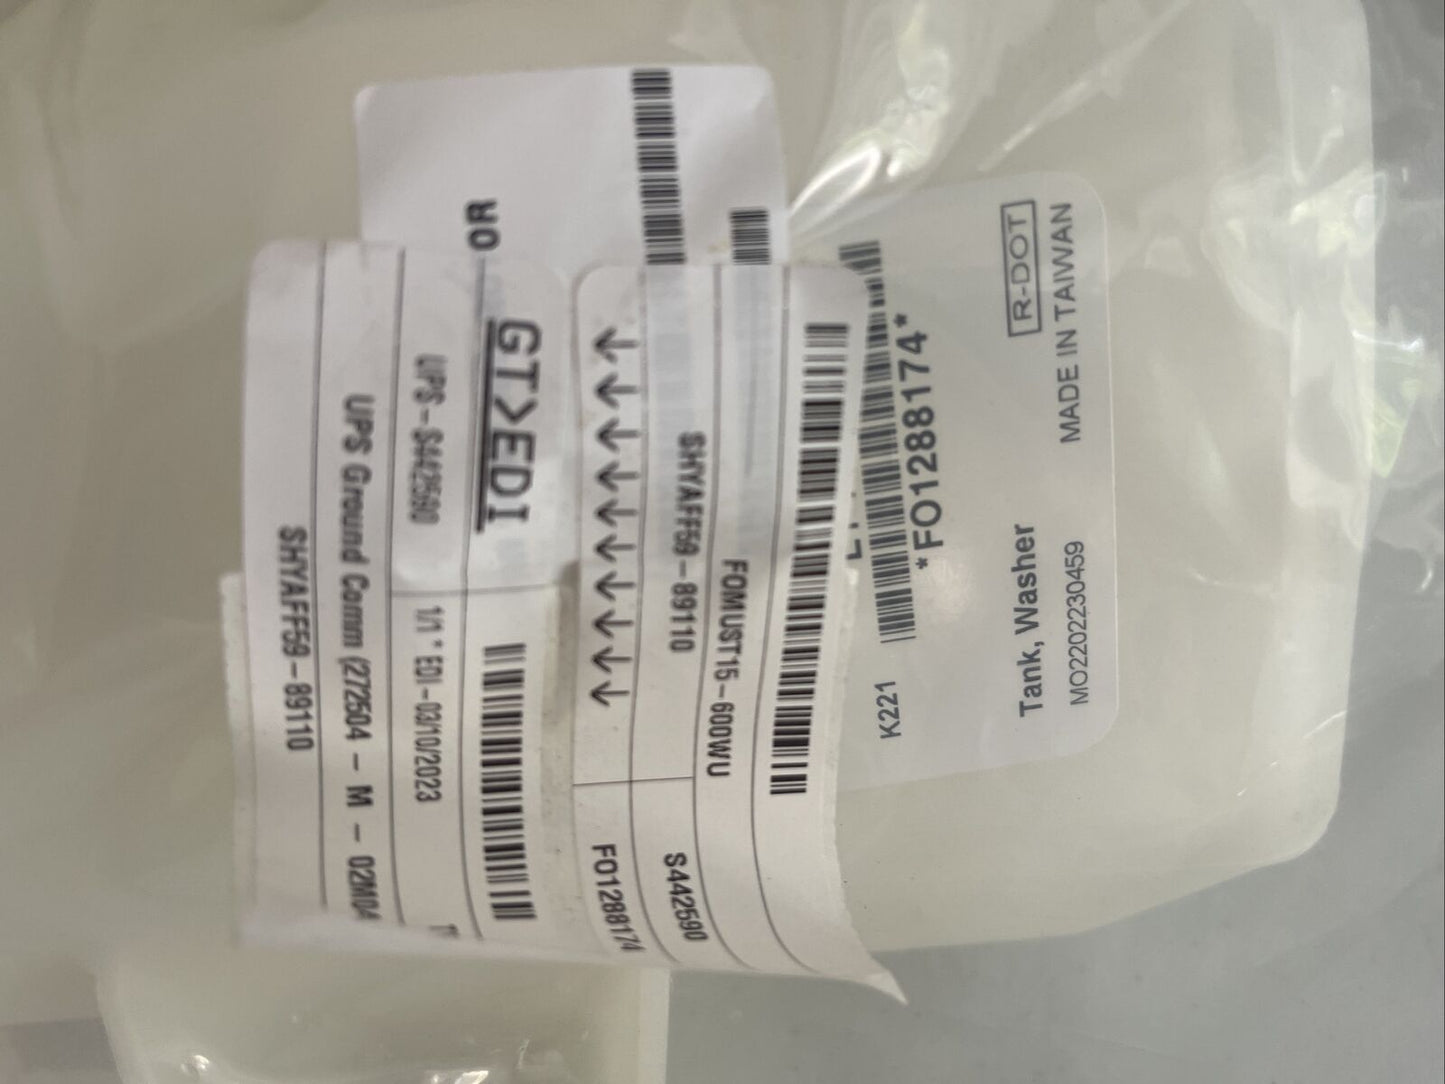 OR
SHYAFF59-89110
UPS Ground Comm (272504 - M - 02M04
UPS - S442590
1/1 * EDI - 03/10/2023
GT>EDI
↑↑↑↑↑↑↑↑
FO1288174
SHYAFF59-89110
S442590
FOMUST15-600WU
*FO1288174*
K221
R-DOT
Tank, Washer
MADE IN TAIWAN
MO2202230459